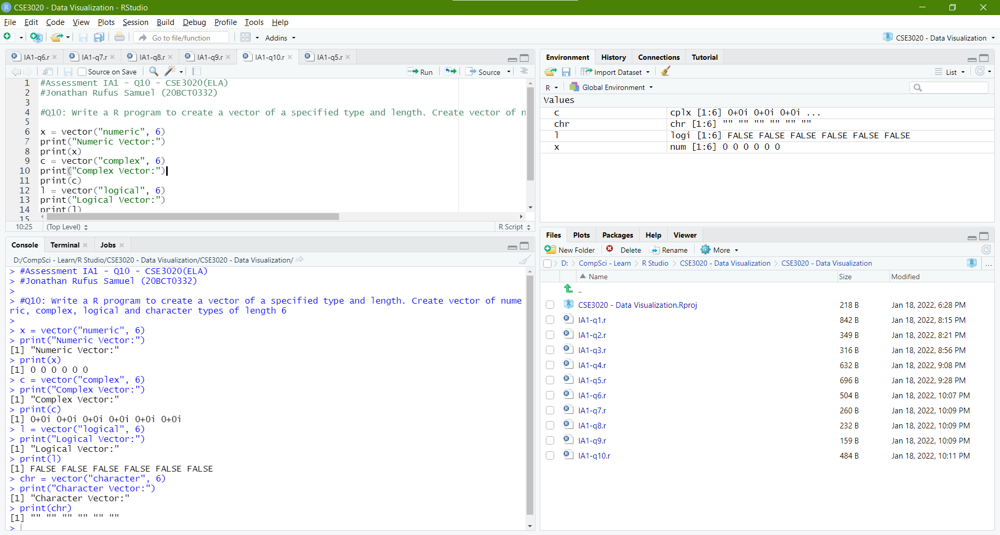 CSE3020 - Data Visualization - RStudio
File Edit Code View Plots Session Build Debug Profile Tools Help
Go to file/function Addins CSE3020 - Data Visualization
IA1-q6.r IA1-q7.r IA1-q8.r IA1-q9.r IA1-q10.r IA1-q5.r
Source on Save Run Source
1 #Assessment IA1 - Q10 - CSE3020(ELA)
2 #Jonathan Rufus Samuel (20BCT0332)
3
4 #Q10: Write a R program to create a vector of a specified type and length. Create vector of n
5
6 x = vector("numeric", 6)
7 print("Numeric Vector:")
8 print(x)
9 c = vector("complex", 6)
10 print("Complex Vector:")
11 print(c)
12 l = vector("logical", 6)
13 print("Logical Vector:")
14 print(l)
15
10:25 (Top Level) R Script
Console Terminal Jobs
D:/CompSci - Learn/R Studio/CSE3020 - Data Visualization/CSE3020 - Data Visualization/
> #Assessment IA1 - Q10 - CSE3020(ELA)
> #Jonathan Rufus Samuel (20BCT0332)
>
> #Q10: Write a R program to create a vector of a specified type and length. Create vector of nume
ric, complex, logical and character types of length 6
>
> x = vector("numeric", 6)
> print("Numeric Vector:")
[1] "Numeric Vector:"
> print(x)
[1] 0 0 0 0 0 0
> c = vector("complex", 6)
> print("Complex Vector:")
[1] "Complex Vector:"
> print(c)
[1] 0+0i 0+0i 0+0i 0+0i 0+0i 0+0i
> l = vector("logical", 6)
> print("Logical Vector:")
[1] "Logical Vector:"
> print(l)
[1] FALSE FALSE FALSE FALSE FALSE FALSE
> chr = vector("character", 6)
> print("Character Vector:")
[1] "Character Vector:"
> print(chr)
[1] "" "" "" "" "" ""
>
Environment History Connections Tutorial
Import Dataset List
R Global Environment
Values
c cplx [1:6] 0+0i 0+0i 0+0i ...
chr chr [1:6] "" "" "" "" "" ""
l logi [1:6] FALSE FALSE FALSE FALSE FALSE FALSE
x num [1:6] 0 0 0 0 0 0
Files Plots Packages Help Viewer
New Folder Delete Rename More
D: CompSci - Learn R Studio CSE3020 - Data Visualization CSE3020 - Data Visualization ...
Name Size Modified
..
CSE3020 - Data Visualization.Rproj 218 B Jan 18, 2022, 6:28 PM
IA1-q1.r 842 B Jan 18, 2022, 8:15 PM
IA1-q2.r 349 B Jan 18, 2022, 8:21 PM
IA1-q3.r 316 B Jan 18, 2022, 8:56 PM
IA1-q4.r 632 B Jan 18, 2022, 9:08 PM
IA1-q5.r 696 B Jan 18, 2022, 9:28 PM
IA1-q6.r 504 B Jan 18, 2022, 10:07 PM
IA1-q7.r 260 B Jan 18, 2022, 10:09 PM
IA1-q8.r 232 B Jan 18, 2022, 10:09 PM
IA1-q9.r 159 B Jan 18, 2022, 10:09 PM
IA1-q10.r 484 B Jan 18, 2022, 10:11 PM